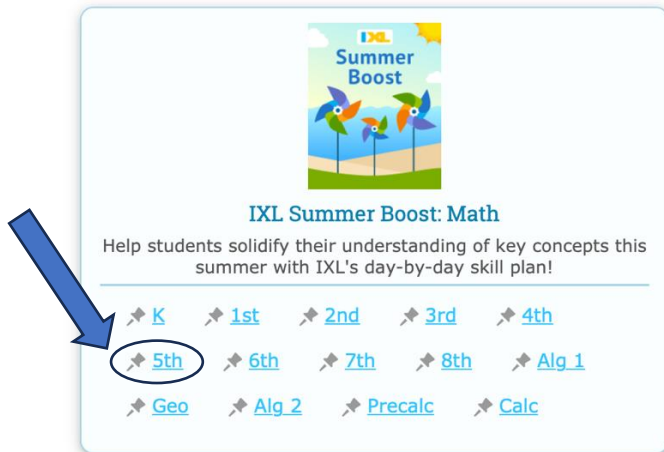 IXL
Summer
Boost
IXL Summer Boost: Math
Help students solidify their understanding of key concepts this
summer with IXL's day-by-day skill plan!
K 1st 2nd 3rd 4th
5th 6th 7th 8th Alg 1
Geo Alg 2 Precalc Calc